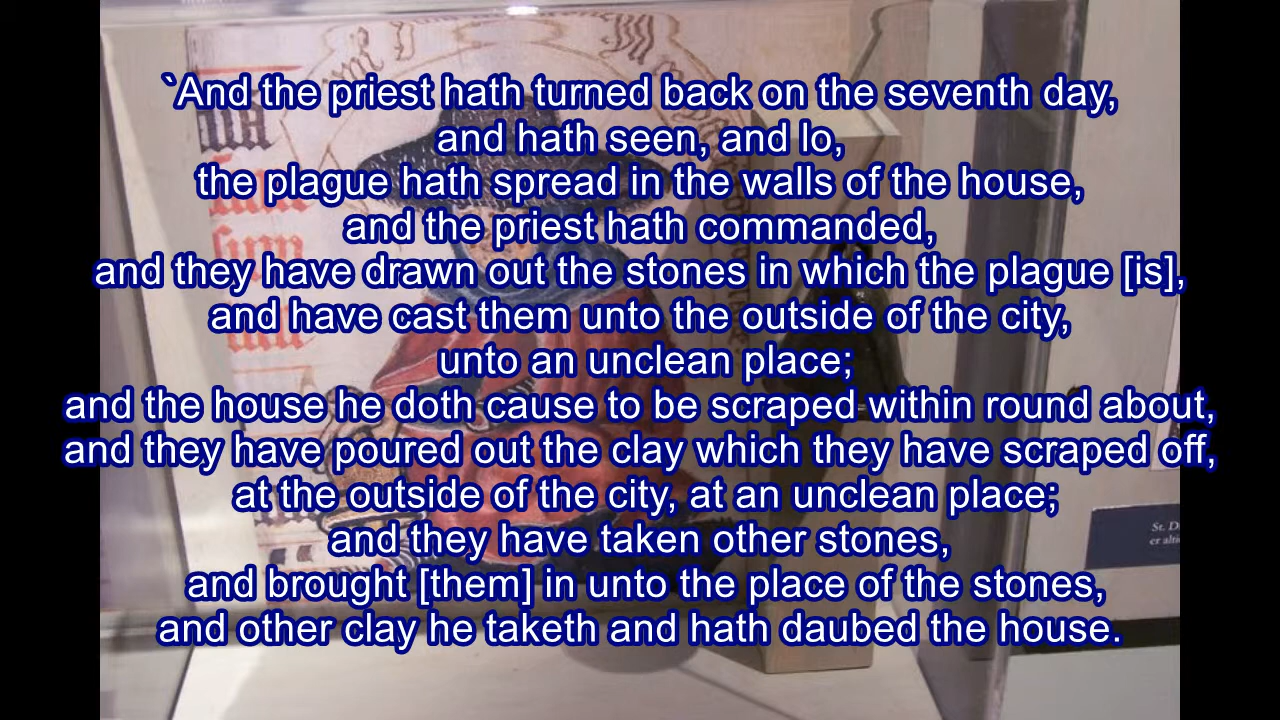 `And the priest hath turned back on the seventh day,
and hath seen, and lo,
the plague hath spread in the walls of the house,
and the priest hath commanded,
and they have drawn out the stones in which the plague [is],
and have cast them unto the outside of the city,
unto an unclean place;
and the house he doth cause to be scraped within round about,
and they have poured out the clay which they have scraped off,
at the outside of the city, at an unclean place;
and they have taken other stones,
and brought [them] in unto the place of the stones,
and other clay he taketh and hath daubed the house.
St. D
er alti